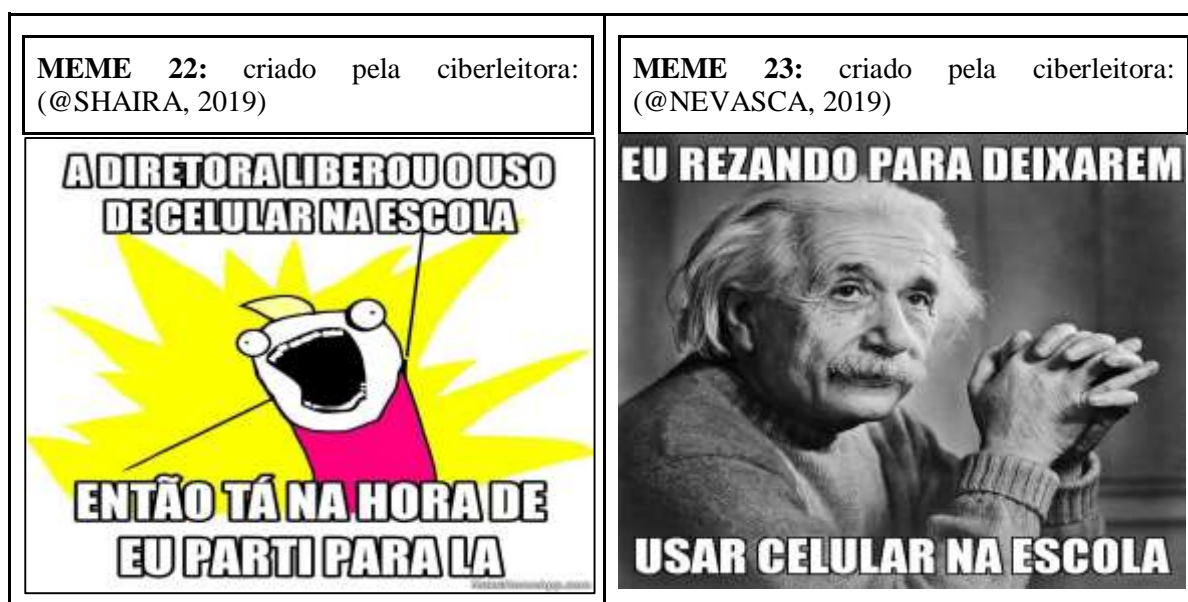 MEME 22: criado pela ciberleitora:
(@SHAIRA, 2019)
A DIRETORA LIBEROU O USO
DE CELULAR NA ESCOLA
ENTÃO TÁ NA HORA DE
EU PARTI PARA LA
MEME 23: criado pela ciberleitora:
(@NEVASCA, 2019)
EU REZANDO PARA DEIXAREM
USAR CELULAR NA ESCOLA